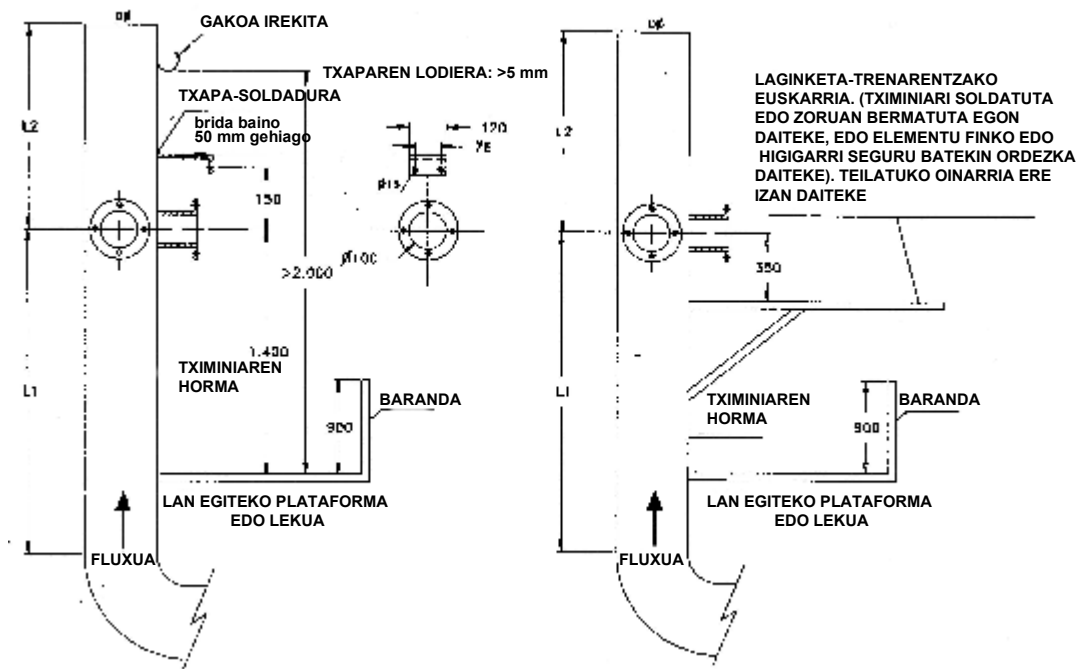 DØ
GAKOA IREKITA
TXAPAREN LODIERA: >5 mm
TXAPA-SOLDADURA
brida baino
50 mm gehiago
L2
120
150
Ø100
>2.000
1.400
L1
TXIMINIAREN
HORMA
900
BARANDA
LAN EGITEKO PLATAFORMA
EDO LEKUA
FLUXUA
LAGINKETA-TRENARENTZAKO
EUSKARRIA. (TXIMINIARI SOLDATUTA
EDO ZORUAN BERMATUTA EGON
DAITEKE, EDO ELEMENTU FINKO EDO
HIGIGARRI SEGURU BATEKIN ORDEZKA
DAITEKE). TEILATUKO OINARRIA ERE
IZAN DAITEKE
L2
350
L1
TXIMINIAREN
HORMA
900
BARANDA
LAN EGITEKO PLATAFORMA
EDO LEKUA
FLUXUA